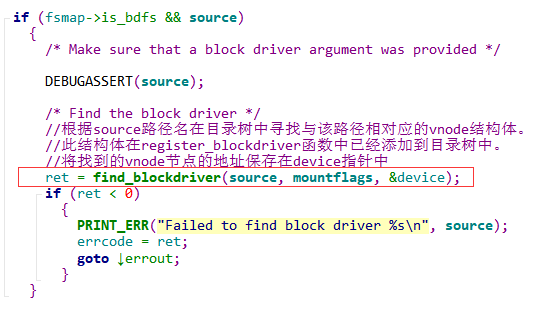 if (fsmap->is_bdfs && source)
{
/* Make sure that a block driver argument was provided */
DEBUGASSERT(source);
/* Find the block driver */
//根据source路径名在目录树中寻找与该路径相对应的vnode结构体。
//此结构体在register_blockdriver函数中已经添加到目录树中。
//将找到的vnode节点的地址保存在device指针中
ret = find_blockdriver(source, mountflags, &device);
if (ret < 0)
{
PRINT_ERR("Failed to find block driver %s\n", source);
errcode = ret;
goto ↓errout;
}
}